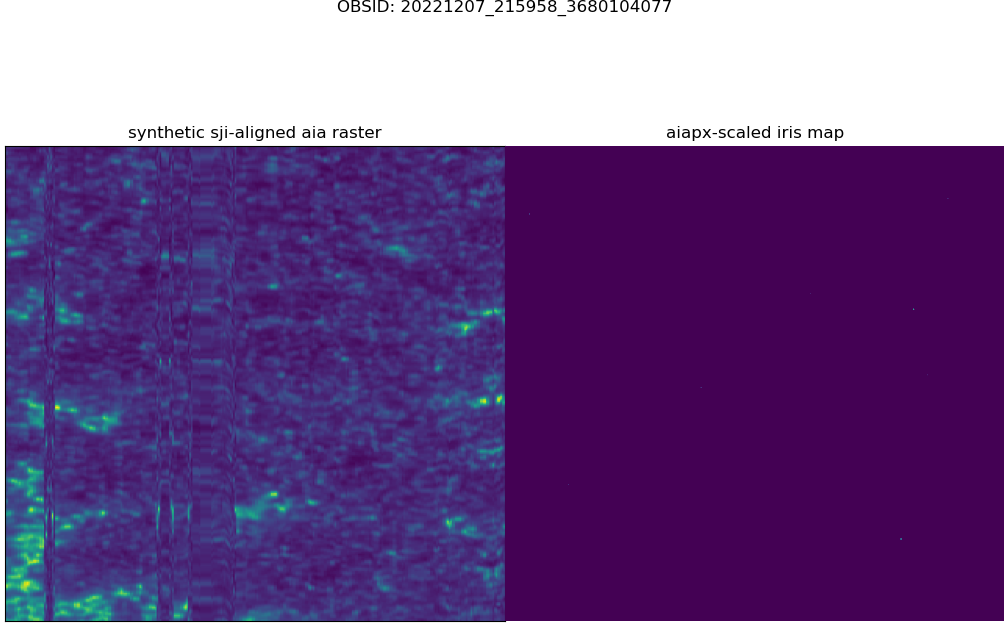 OBSID: 20221207_215958_3680104077
synthetic sji-aligned aia raster
aiapx-scaled iris map